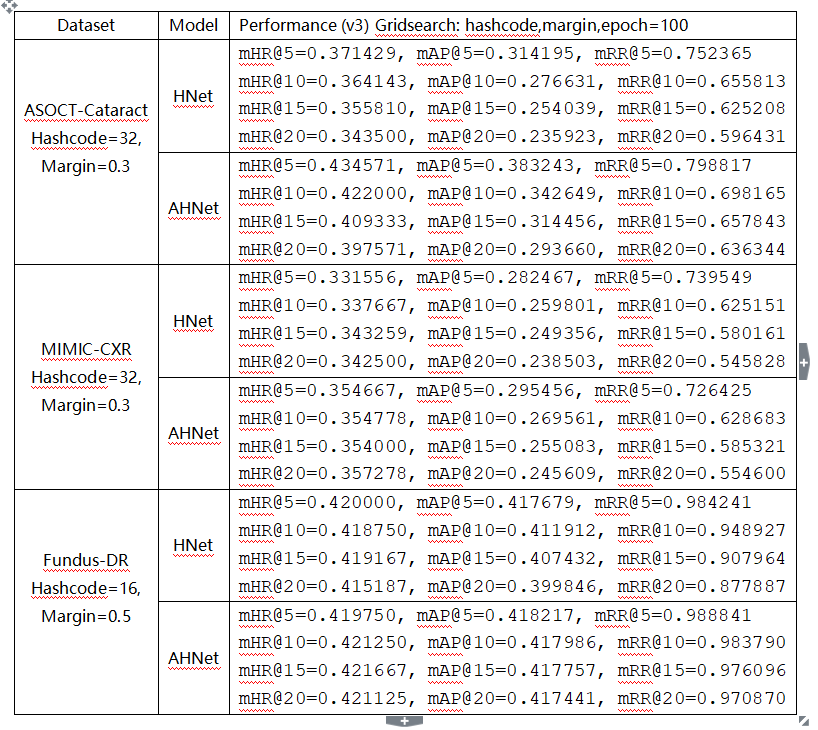 Dataset Model Performance (v3) Gridsearch: hashcode,margin,epoch=100
ASOCT-Cataract
Hashcode=32,
Margin=0.3
HNet
mHR@5=0.371429, mAP@5=0.314195, mRR@5=0.752365
mHR@10=0.364143, mAP@10=0.276631, mRR@10=0.655813
mHR@15=0.355810, mAP@15=0.254039, mRR@15=0.625208
mHR@20=0.343500, mAP@20=0.235923, mRR@20=0.596431
AHNet
mHR@5=0.434571, mAP@5=0.383243, mRR@5=0.798817
mHR@10=0.422000, mAP@10=0.342649, mRR@10=0.698165
mHR@15=0.409333, mAP@15=0.314456, mRR@15=0.657843
mHR@20=0.397571, mAP@20=0.293660, mRR@20=0.636344
MIMIC-CXR
Hashcode=32,
Margin=0.3
HNet
mHR@5=0.331556, mAP@5=0.282467, mRR@5=0.739549
mHR@10=0.337667, mAP@10=0.259801, mRR@10=0.625151
mHR@15=0.343259, mAP@15=0.249356, mRR@15=0.580161
mHR@20=0.342500, mAP@20=0.238503, mRR@20=0.545828
AHNet
mHR@5=0.354667, mAP@5=0.295456, mRR@5=0.726425
mHR@10=0.354778, mAP@10=0.269561, mRR@10=0.628683
mHR@15=0.354000, mAP@15=0.255083, mRR@15=0.585321
mHR@20=0.357278, mAP@20=0.245609, mRR@20=0.554600
Fundus-DR
Hashcode=16,
Margin=0.5
HNet
mHR@5=0.420000, mAP@5=0.417679, mRR@5=0.984241
mHR@10=0.418750, mAP@10=0.411912, mRR@10=0.948927
mHR@15=0.419167, mAP@15=0.407432, mRR@15=0.907964
mHR@20=0.415187, mAP@20=0.399846, mRR@20=0.877887
AHNet
mHR@5=0.419750, mAP@5=0.418217, mRR@5=0.988841
mHR@10=0.421250, mAP@10=0.417986, mRR@10=0.983790
mHR@15=0.421667, mAP@15=0.417757, mRR@15=0.976096
mHR@20=0.421125, mAP@20=0.417441, mRR@20=0.970870